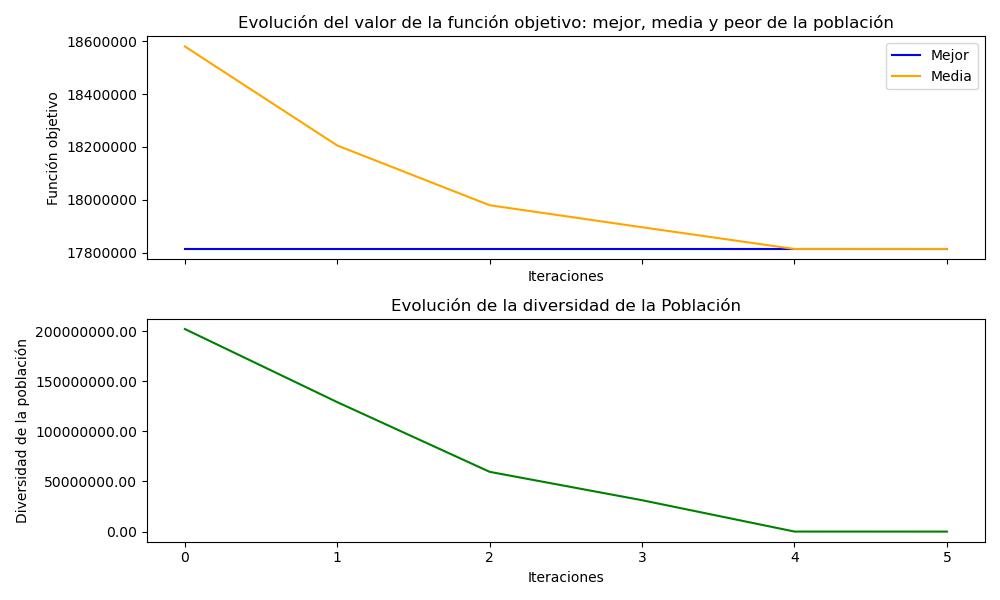 Evolución del valor de la función objetivo: mejor, media y peor de la población
18600000
18400000
18200000
18000000
17800000
Función objetivo
Mejor
Media
Iteraciones
Evolución de la diversidad de la Población
200000000.00
150000000.00
100000000.00
50000000.00
0.00
Diversidad de la población
0 1 2 3 4 5
Iteraciones